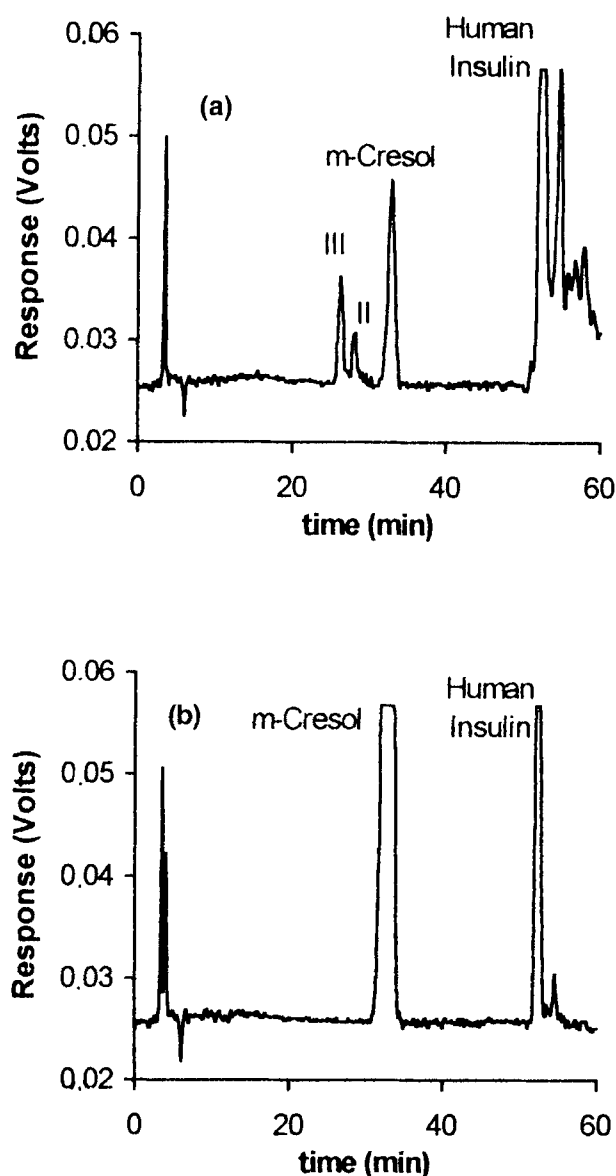 0.06
Human
Insulin
(a)
0.05
m-Cresol
Response (Volts)
0.04
III
II
0.03
0.02
0 20 40 60
time (min)
0.06
Human
Insulin
(b)
m-Cresol
0.05
Response (Volts)
0.04
0.03
0.02
0 20 40 60
time (min)